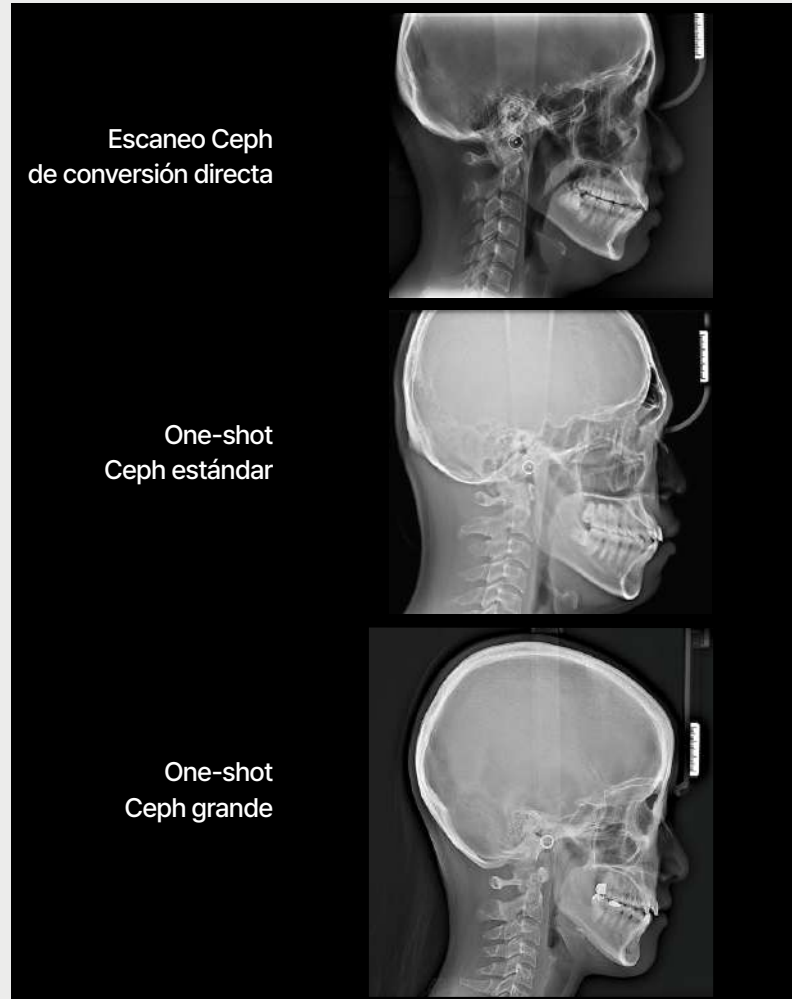 Escaneo Ceph
de conversión directa
One-shot
Ceph estándar
One-shot
Ceph grande